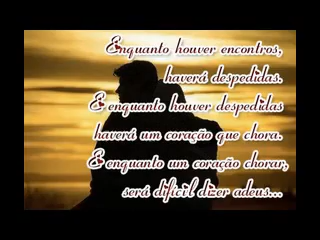 Enquanto houver encontros,
haverá despedidas.
E enquanto houver despedidas
haverá um coração que chora.
E enquanto um coração chorar,
será difícil dizer adeus...